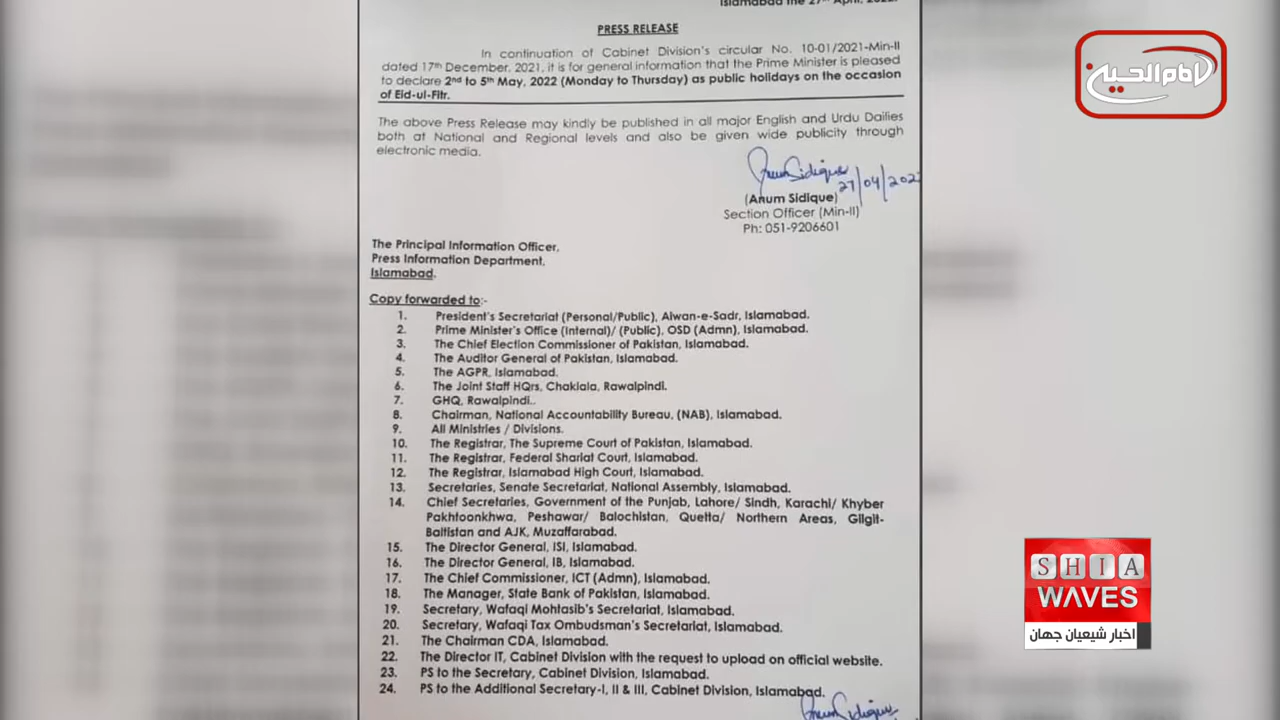 Islamabad the 27th April, 2022.
PRESS RELEASE
In continuation of Cabinet Division's circular No. 10-01/2021-Min-II
dated 17th December, 2021, it is for general information that the Prime Minister is pleased
to declare 2nd to 5th May, 2022 (Monday to Thursday) as public holidays on the occasion
of Eid-ul-Fitr.
The above Press Release may kindly be published in all major English and Urdu Dailies
both at National and Regional levels and also be given wide publicity through
electronic media.
Anum Sidique
27/04/2022
(Anum Sidique)
Section Officer (Min-II)
Ph: 051-9206601
The Principal Information Officer,
Press Information Department,
Islamabad.
Copy forwarded to:-
1. President's Secretariat (Personal/Public), Aiwan-e-Sadr, Islamabad.
2. Prime Minister's Office (Internal)/ (Public), OSD (Admn), Islamabad.
3. The Chief Election Commissioner of Pakistan, Islamabad.
4. The Auditor General of Pakistan, Islamabad.
5. The AGPR, Islamabad.
6. The Joint Staff HQrs, Chaklala, Rawalpindi.
7. GHQ, Rawalpindi..
8. Chairman, National Accountability Bureau, (NAB), Islamabad.
9. All Ministries / Divisions.
10. The Registrar, The Supreme Court of Pakistan, Islamabad.
11. The Registrar, Federal Shariat Court, Islamabad.
12. The Registrar, Islamabad High Court, Islamabad.
13. Secretaries, Senate Secretariat, National Assembly, Islamabad.
14. Chief Secretaries, Government of the Punjab, Lahore/ Sindh, Karachi/ Khyber
Pakhtoonkhwa, Peshawar/ Balochistan, Quetta/ Northern Areas, Gilgit-
Baltistan and AJK, Muzaffarabad.
15. The Director General, ISI, Islamabad.
16. The Director General, IB, Islamabad.
17. The Chief Commissioner, ICT (Admn), Islamabad.
18. The Manager, State Bank of Pakistan, Islamabad.
19. Secretary, Wafaqi Mohtasib's Secretariat, Islamabad.
20. Secretary, Wafaqi Tax Ombudsman's Secretariat, Islamabad.
21. The Chairman CDA, Islamabad.
22. The Director IT, Cabinet Division with the request to upload on official website.
23. PS to the Secretary, Cabinet Division, Islamabad.
24. PS to the Additional Secretary-I, II & III, Cabinet Division, Islamabad.
Anum Sidique
امام الحسین
SHIA
WAVES
اخبار شیعیان جهان